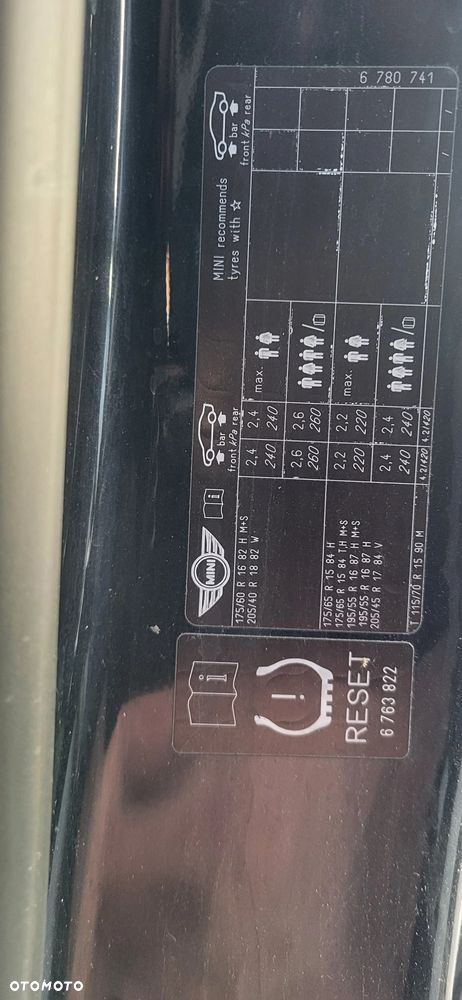 MINI
i
bar
front kPa rear
MINI recommends
tyres with ☆
bar
front kPa rear
175/60 R 16 82 H M+S
205/40 R 18 82 W
2,4 2,4 max.
240 240
2,6 2,6
260 260
175/65 R 15 84 H
175/65 R 15 84 T,H M+S
195/55 R 16 87 H M+S
195/55 R 16 87 H
205/45 R 17 84 V
2,2 2,2 max.
220 220
2,4 2,4
240 240
T 115/70 R 15 90 M 4.2/420 4.2/420 / /
6 780 741
i
!
RESET
6 763 822
OTOMOTO